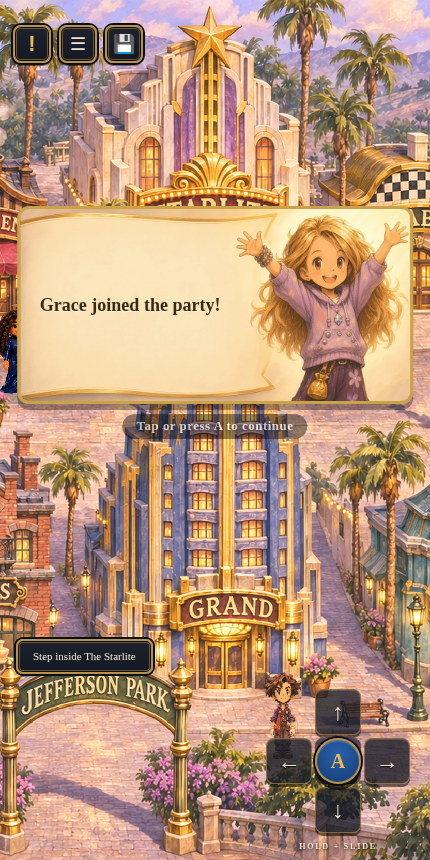 !
☰
Grace joined the party!
Tap or press A to continue
GRAND
Step inside The Starlite
JEFFERSON PARK
↑
← A →
↓
HOLD + SLIDE